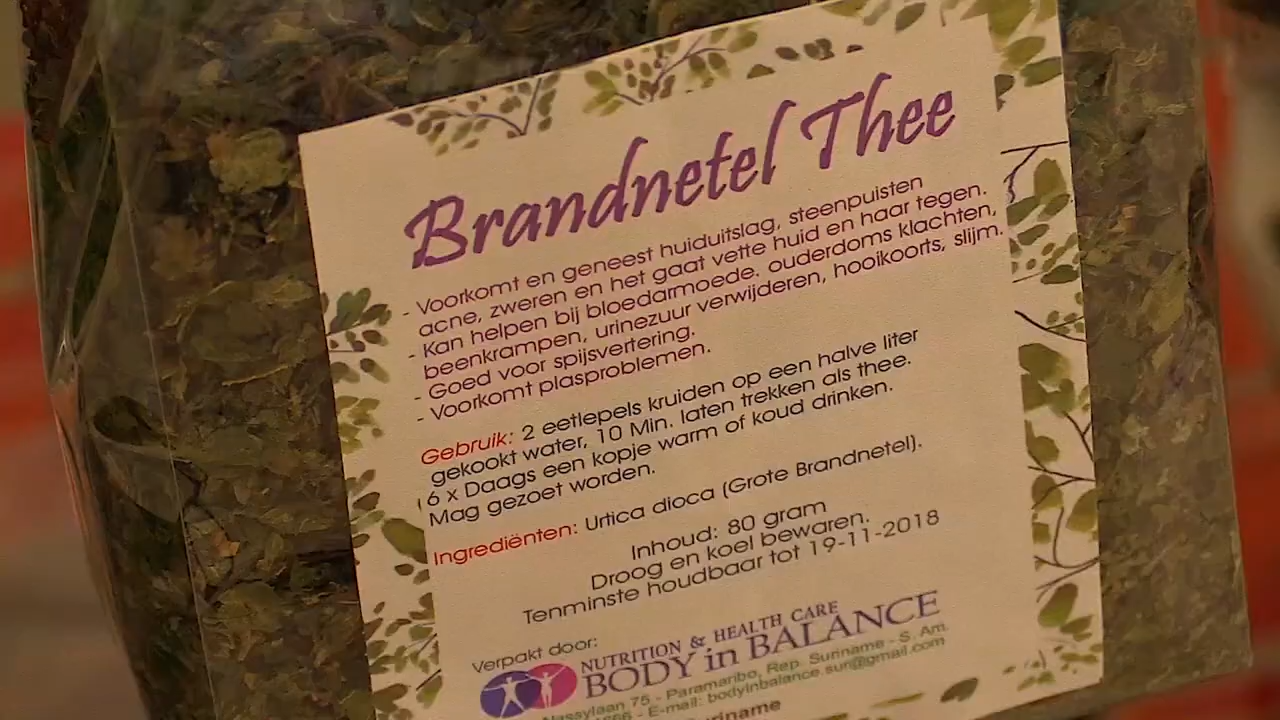 Brandnetel Thee
- Voorkomt en geneest huiduitslag, steenpuisten
acne, zweren en het gaat vette huid en haar tegen.
- Kan helpen bij bloedarmoede. ouderdoms klachten,
beenkrampen, urinezuur verwijderen, hooikoorts, slijm.
- Goed voor spijsvertering.
- Voorkomt plasproblemen.
Gebruik: 2 eetlepels kruiden op een halve liter
gekookt water, 10 Min. laten trekken als thee.
6 x Daags een kopje warm of koud drinken.
Mag gezoet worden.
Ingrediënten: Urtica dioca (Grote Brandnetel).
Inhoud: 80 gram
Droog en koel bewaren.
Tenminste houdbaar tot 19-11-2018
Verpakt door:
NUTRITION & HEALTH CARE
BODY in BALANCE
Nassylaan 75 - Paramaribo, Rep. Suriname - S. Am.
E-mail: bodyinbalance.sur@gmail.com